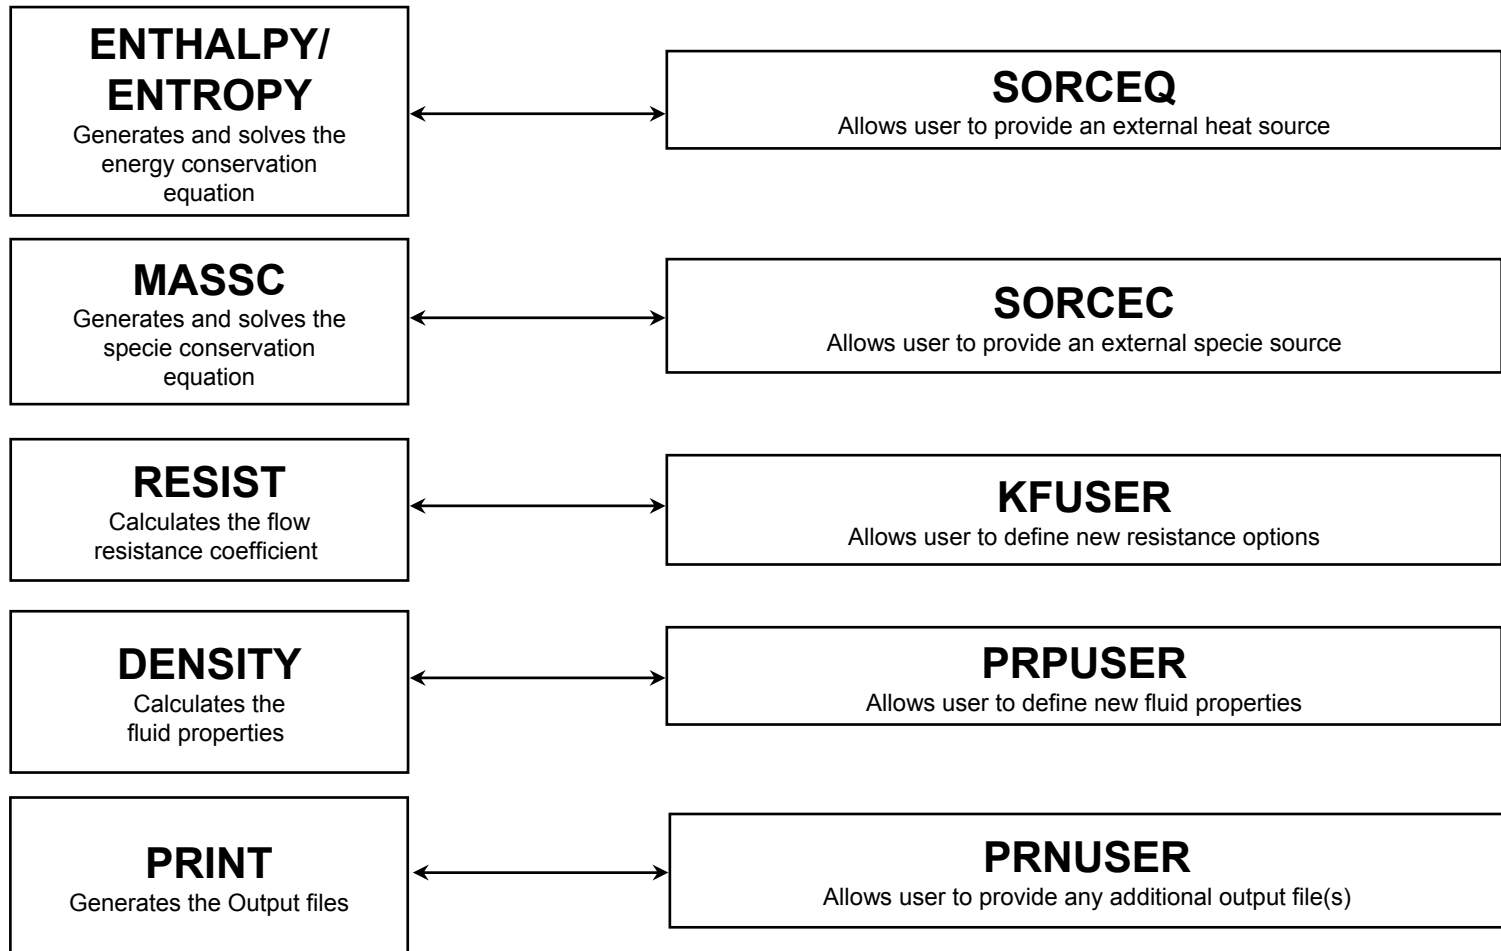 ENTHALPY/
ENTROPY
Generates and solves the
energy conservation
equation
SORCEQ
Allows user to provide an external heat source
MASSC
Generates and solves the
specie conservation
equation
SORCEC
Allows user to provide an external specie source
RESIST
Calculates the flow
resistance coefficient
KFUSER
Allows user to define new resistance options
DENSITY
Calculates the
fluid properties
PRPUSER
Allows user to define new fluid properties
PRINT
Generates the Output files
PRNUSER
Allows user to provide any additional output file(s)